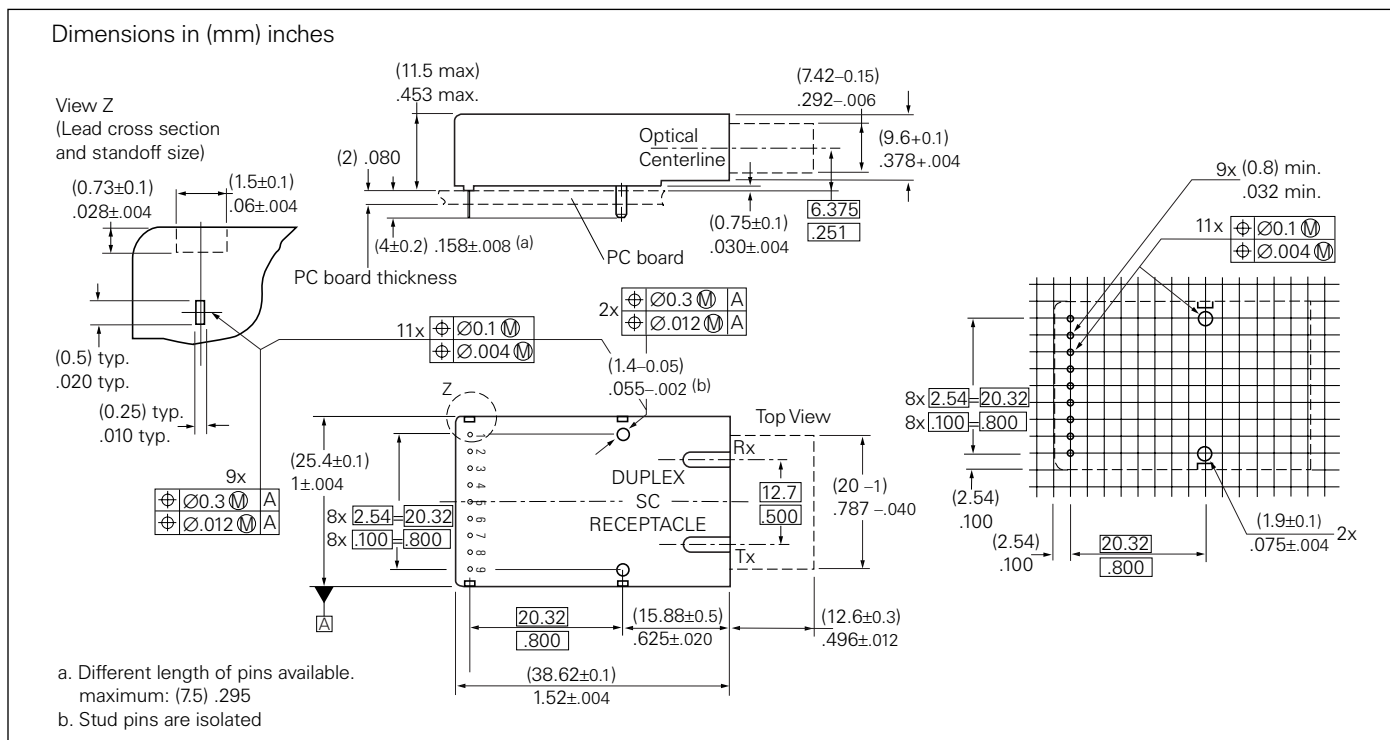 Dimensions in (mm) inches
View Z
(Lead cross section
and standoff size)
(0.73±0.1)
.028±.004
(1.5±0.1)
.06±.004
(0.5) typ.
.020 typ.
(0.25) typ.
.010 typ.
(11.5 max)
.453 max.
(2) .080
(4±0.2) .158±.008 (a)
PC board thickness
PC board
Optical
Centerline
(7.42–0.15)
.292–.006
(9.6+0.1)
.378+.004
(0.75±0.1)
.030±.004
6.375
.251
2x
⌖ Ø0.3 Ⓜ A
⌖ Ø.012 Ⓜ A
11x
⌖ Ø0.1 Ⓜ
⌖ Ø.004 Ⓜ
(1.4–0.05)
.055–.002 (b)
9x
⌖ Ø0.3 Ⓜ A
⌖ Ø.012 Ⓜ A
Z
(25.4±0.1)
1±.004
A
8x 2.54=20.32
8x .100=.800
1
2
3
4
5
6
7
8
9
Top View
Rx
DUPLEX
SC
RECEPTACLE
Tx
12.7
.500
(20 –1)
.787 –.040
20.32
.800
(15.88±0.5)
.625±.020
(12.6±0.3)
.496±.012
(38.62±0.1)
1.52±.004
9x (0.8) min.
.032 min.
11x
⌖ Ø0.1 Ⓜ
⌖ Ø.004 Ⓜ
8x 2.54=20.32
8x .100=.800
(2.54)
.100
(2.54)
.100
20.32
.800
(1.9±0.1)
.075±.004
2x
a. Different length of pins available.
maximum: (7.5) .295
b. Stud pins are isolated